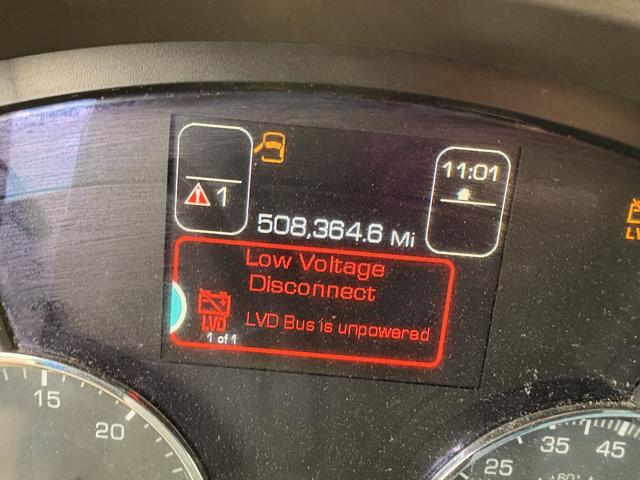 11:01
1
508,364.6 Mi
Low Voltage
Disconnect
LVD Bus is unpowered
LVD
1 of 1
15
20
25
35
45
60